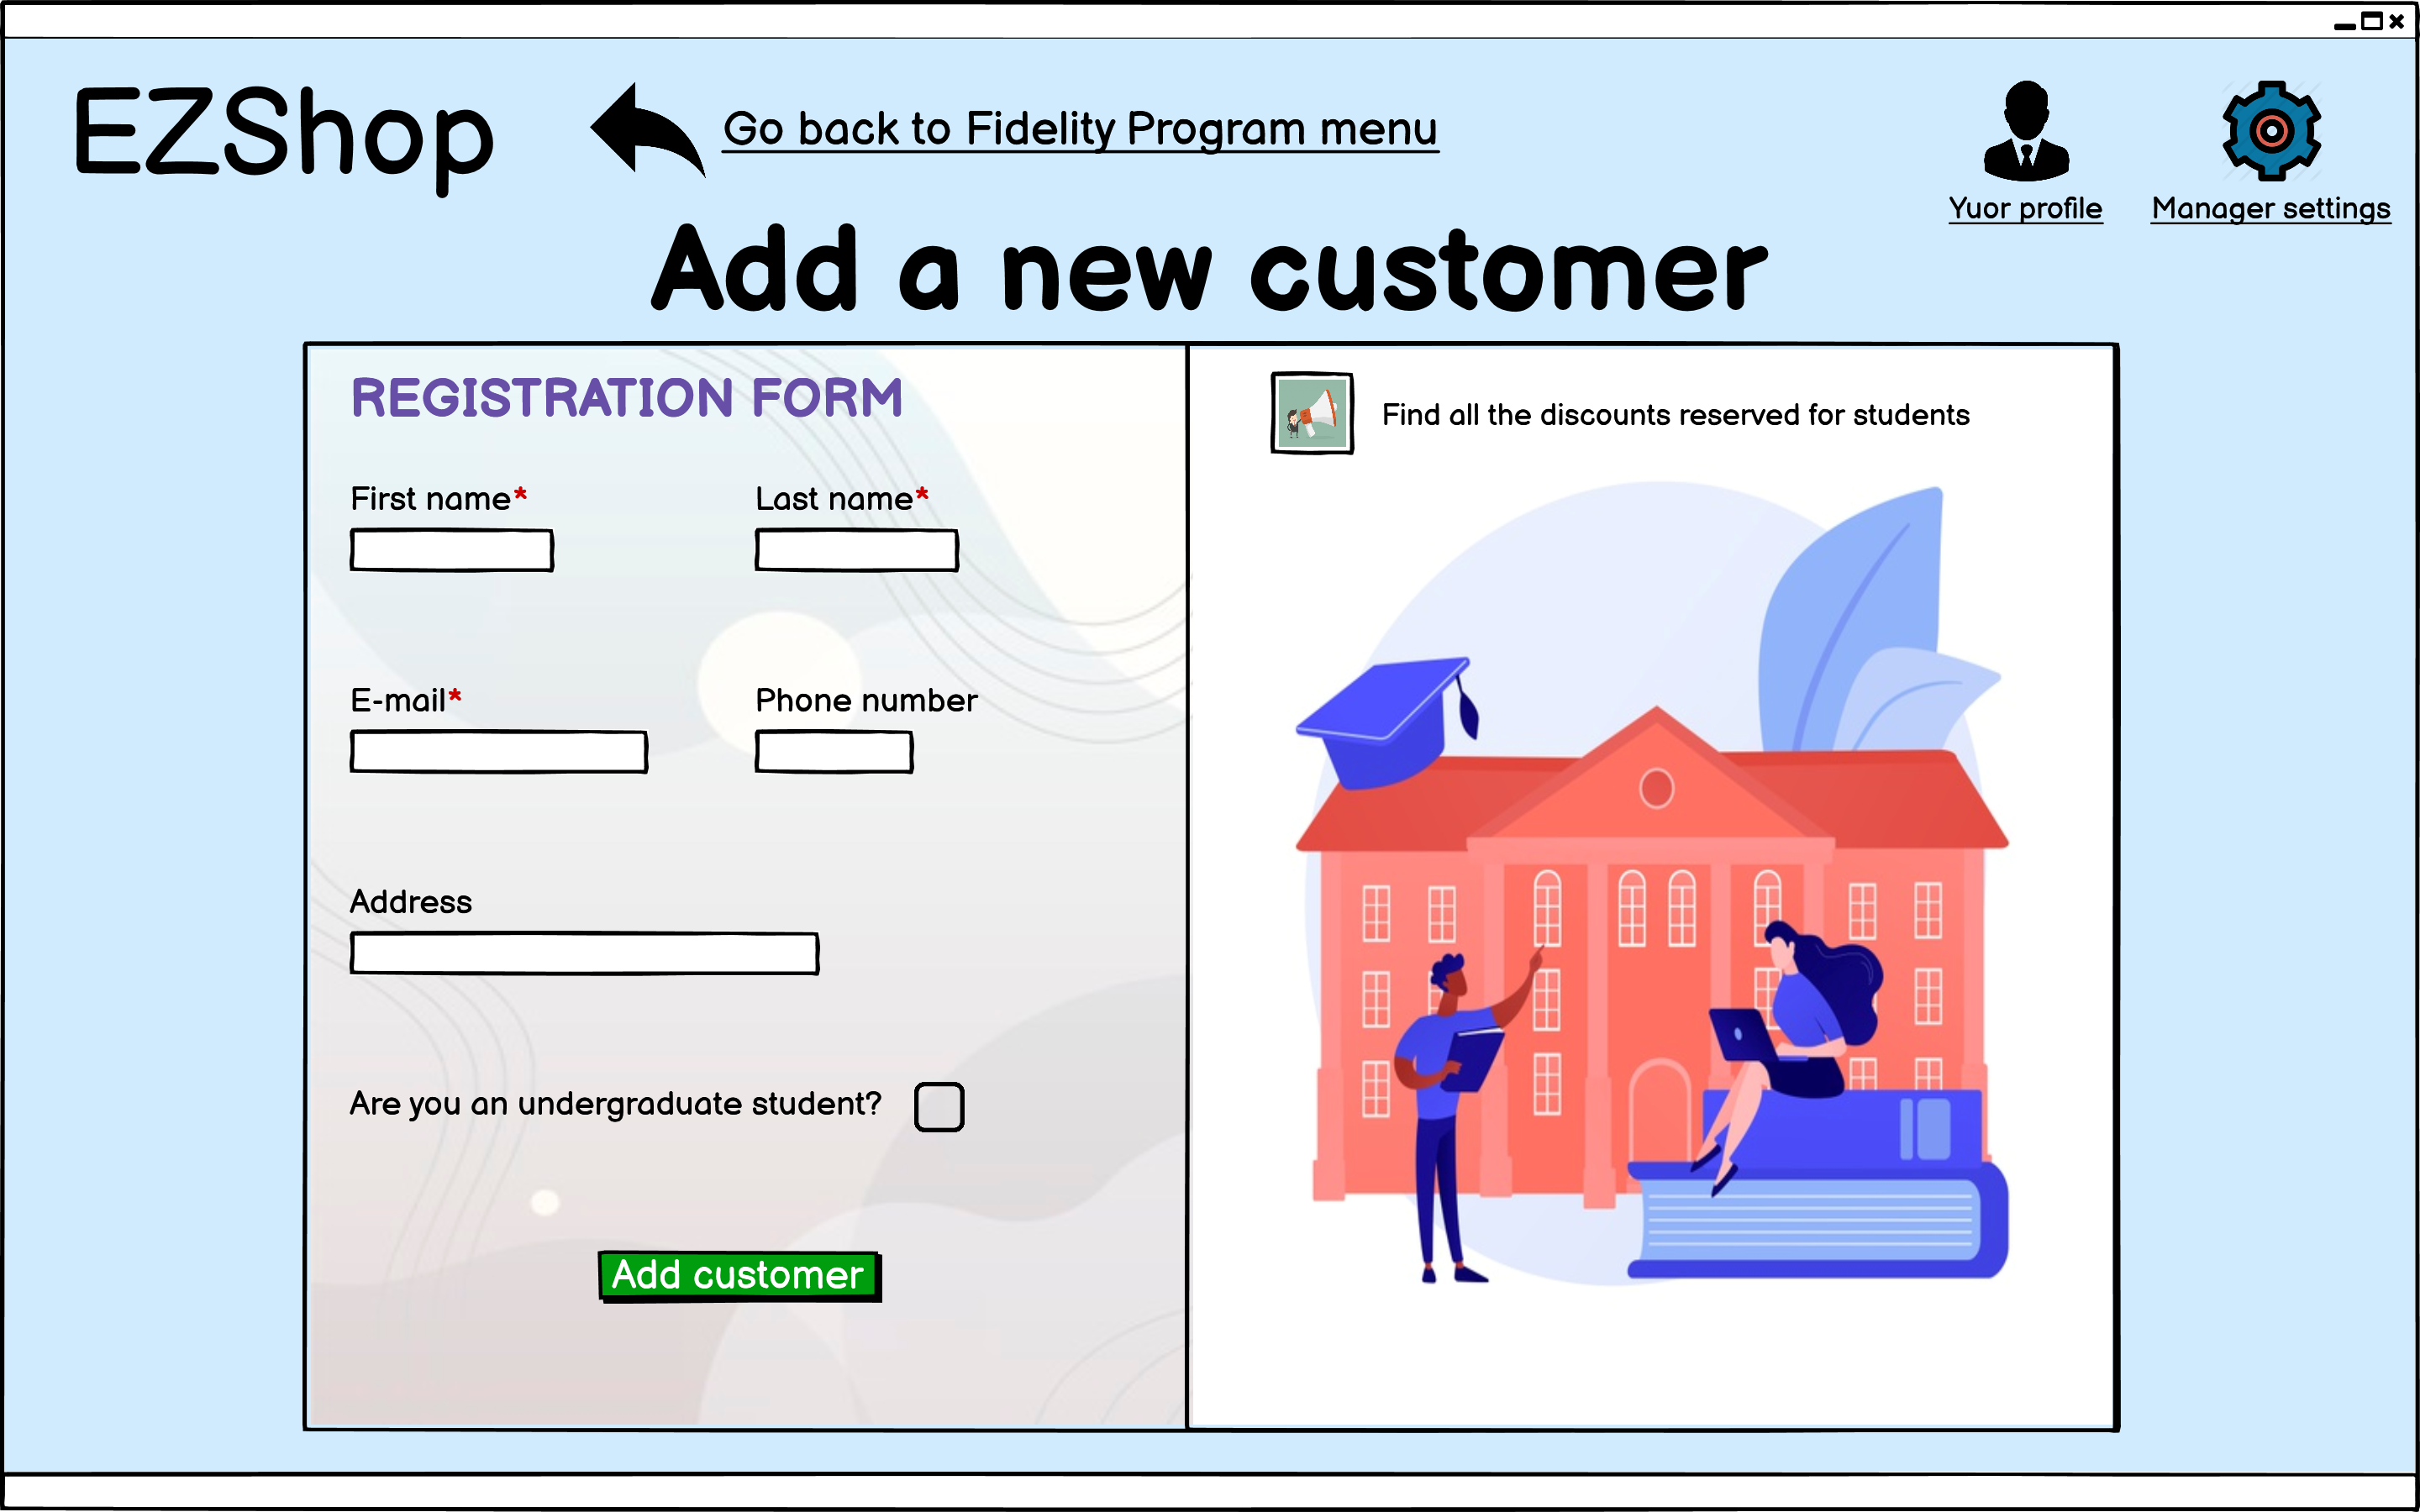 EZShop
Go back to Fidelity Program menu
Yuor profile
Manager settings
Add a new customer
REGISTRATION FORM
Find all the discounts reserved for students
First name*
Last name*
E-mail*
Phone number
Address
Are you an undergraduate student?
Add customer